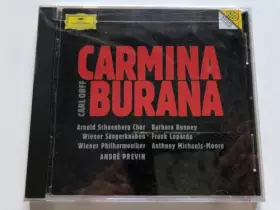 CARL ORFF
CARMINA
BURANA
Arnold Schoenberg Chor
Wiener Sängerknaben
Wiener Philharmoniker
ANDRÉ PREVIN
Barbara Bonney
Frank Lopardo
Anthony Michaels-Moore